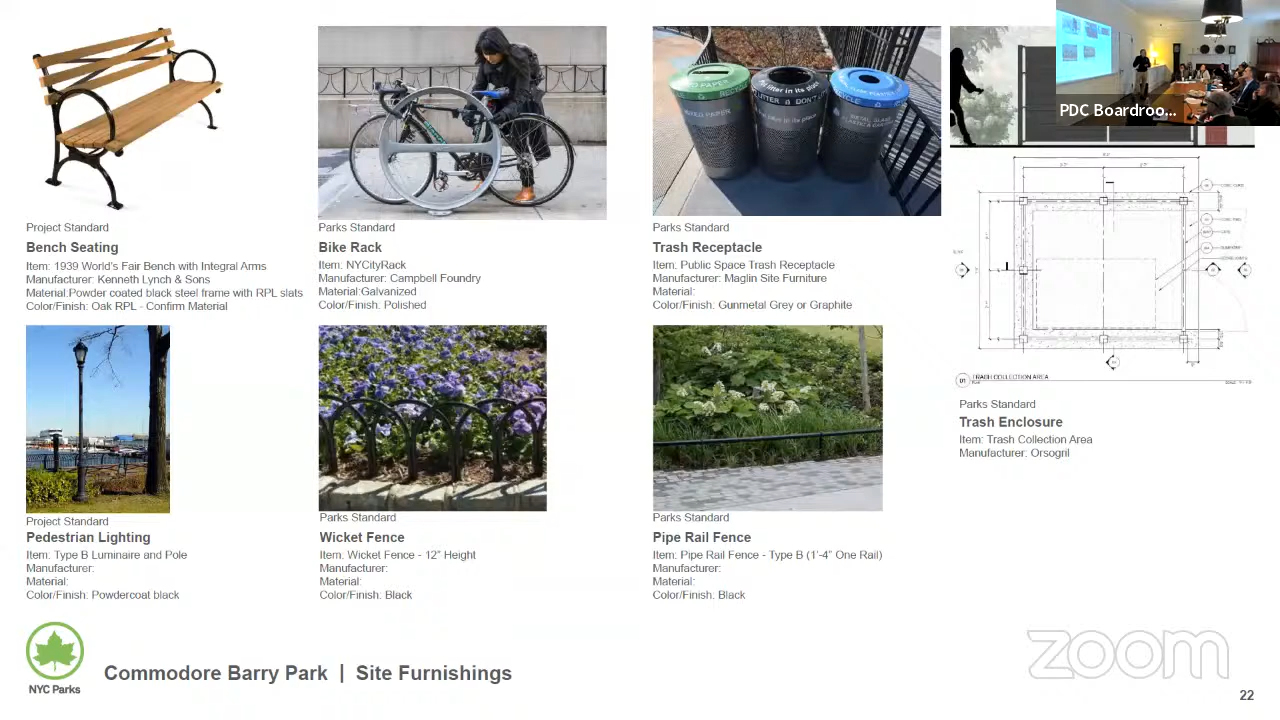 PDC Boardroo...
Project Standard
Bench Seating
Item: 1939 World's Fair Bench with Integral Arms
Manufacturer: Kenneth Lynch & Sons
Material:Powder coated black steel frame with RPL slats
Color/Finish: Oak RPL - Confirm Material
Parks Standard
Bike Rack
Item: NYCityRack
Manufacturer: Campbell Foundry
Material:Galvanized
Color/Finish: Polished
Parks Standard
Trash Receptacle
Item: Public Space Trash Receptacle
Manufacturer: Maglin Site Furniture
Material:
Color/Finish: Gunmetal Grey or Graphite
D1
TRASH COLLECTION AREA
Parks Standard
Trash Enclosure
Item: Trash Collection Area
Manufacturer: Orsogril
Project Standard
Pedestrian Lighting
Item: Type B Luminaire and Pole
Manufacturer:
Material:
Color/Finish: Powdercoat black
Parks Standard
Wicket Fence
Item: Wicket Fence - 12" Height
Manufacturer:
Material:
Color/Finish: Black
Parks Standard
Pipe Rail Fence
Item: Pipe Rail Fence - Type B (1'-4" One Rail)
Manufacturer:
Material:
Color/Finish: Black
NYC Parks
Commodore Barry Park | Site Furnishings
zoom
22